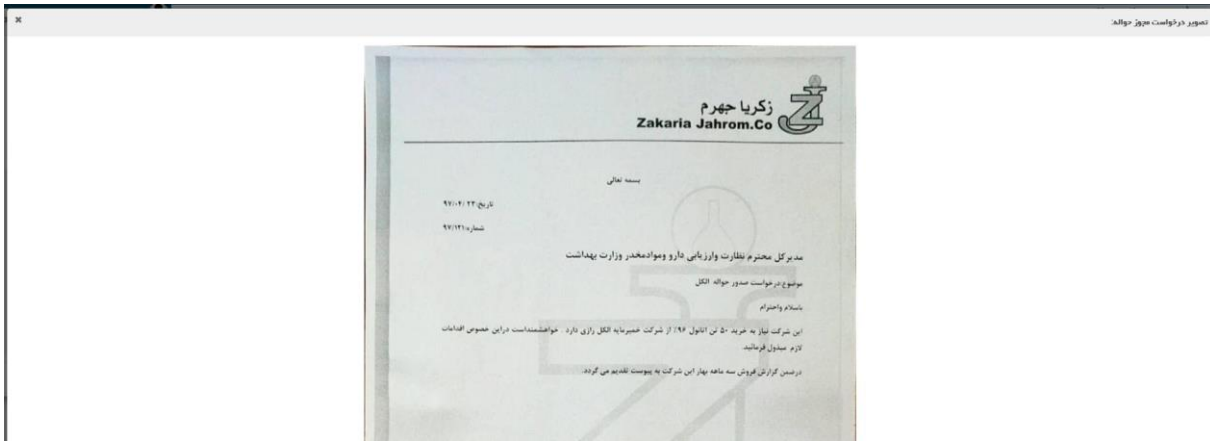 تصویر درخواست مجوز حواله:
×
زکریا جهرم
Zakaria Jahrom.Co
بسمه تعالی
تاریخ:۲۳ /۹۷/۰۴
شماره:۹۷/۱۲۱
مدیرکل محترم نظارت وارزیابی دارو وموادمخدر وزارت بهداشت
موضوع:درخواست صدور حواله الکل
باسلام واحترام
این شرکت نیاز به خرید ۵۰ تن اتانول ۹۶٪ از شرکت خمیرمایه الکل رازی دارد . خواهشمنداست دراین خصوص اقدامات
لازم مبذول فرمائید.
درضمن گزارش فروش سه ماهه بهار این شرکت به پیوست تقدیم می گردد.